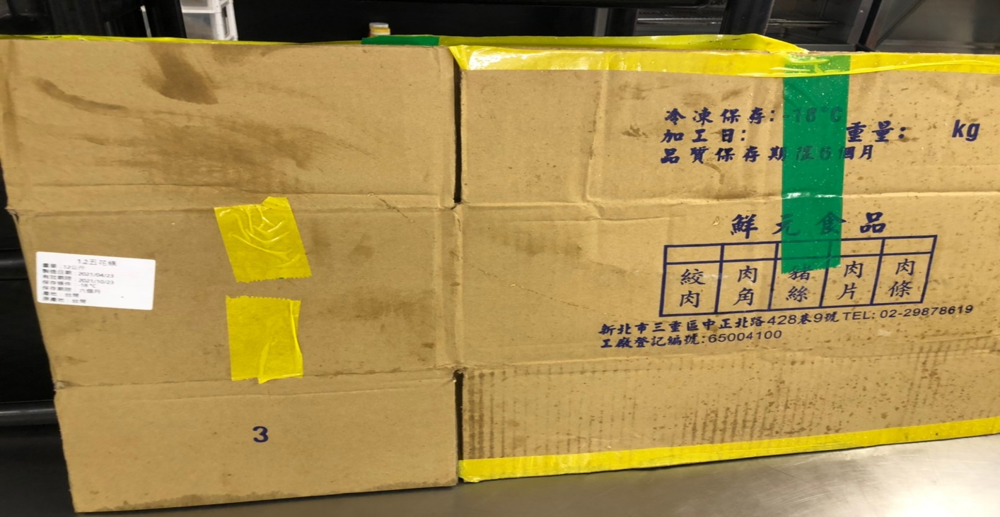 1.2五花條
重量：12公斤
製造日期：2021/04/23
有效期限：2021/10/23
保存條件：-18℃
保存期限：六個月
產地：台灣
原產地：台灣
3
冷凍保存:-18°C
加工日: 重量: kg
品質保存期限6個月
鮮元食品
絞肉 肉角 豬絲 肉片 肉條
新北市三重區中正北路428巷9號 TEL: 02-29878619
工廠登記編號:65004100